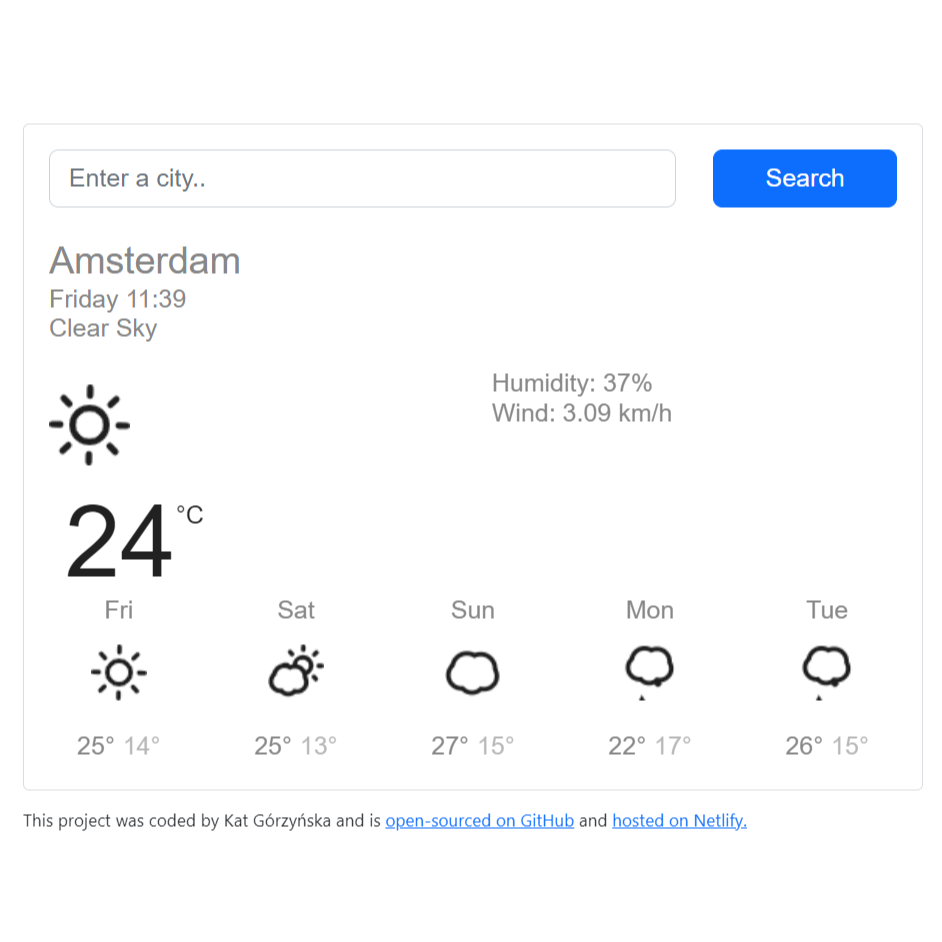 Enter a city..
Search
Amsterdam
Friday 11:39
Clear Sky
Humidity: 37%
Wind: 3.09 km/h
24 °C
Fri Sat Sun Mon Tue
25° 14° 25° 13° 27° 15° 22° 17° 26° 15°
This project was coded by Kat Górzyńska and is open-sourced on GitHub and hosted on Netlify.